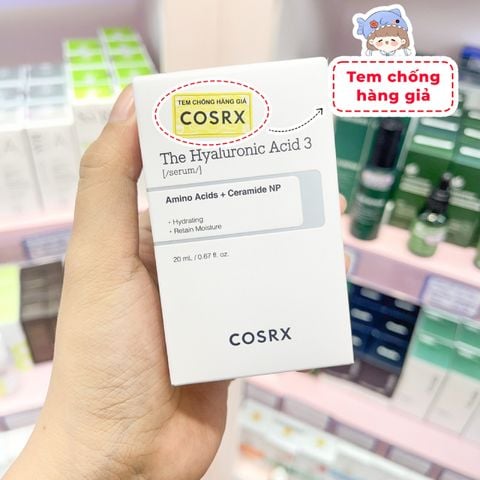 Tem chống
hàng giả
TEM CHỐNG HÀNG GIẢ
COSRX
The Hyaluronic Acid 3
[/serum/]
Amino Acids + Ceramide NP
• Hydrating
• Retain Moisture
20 mL / 0.67 fl. oz.
COSRX